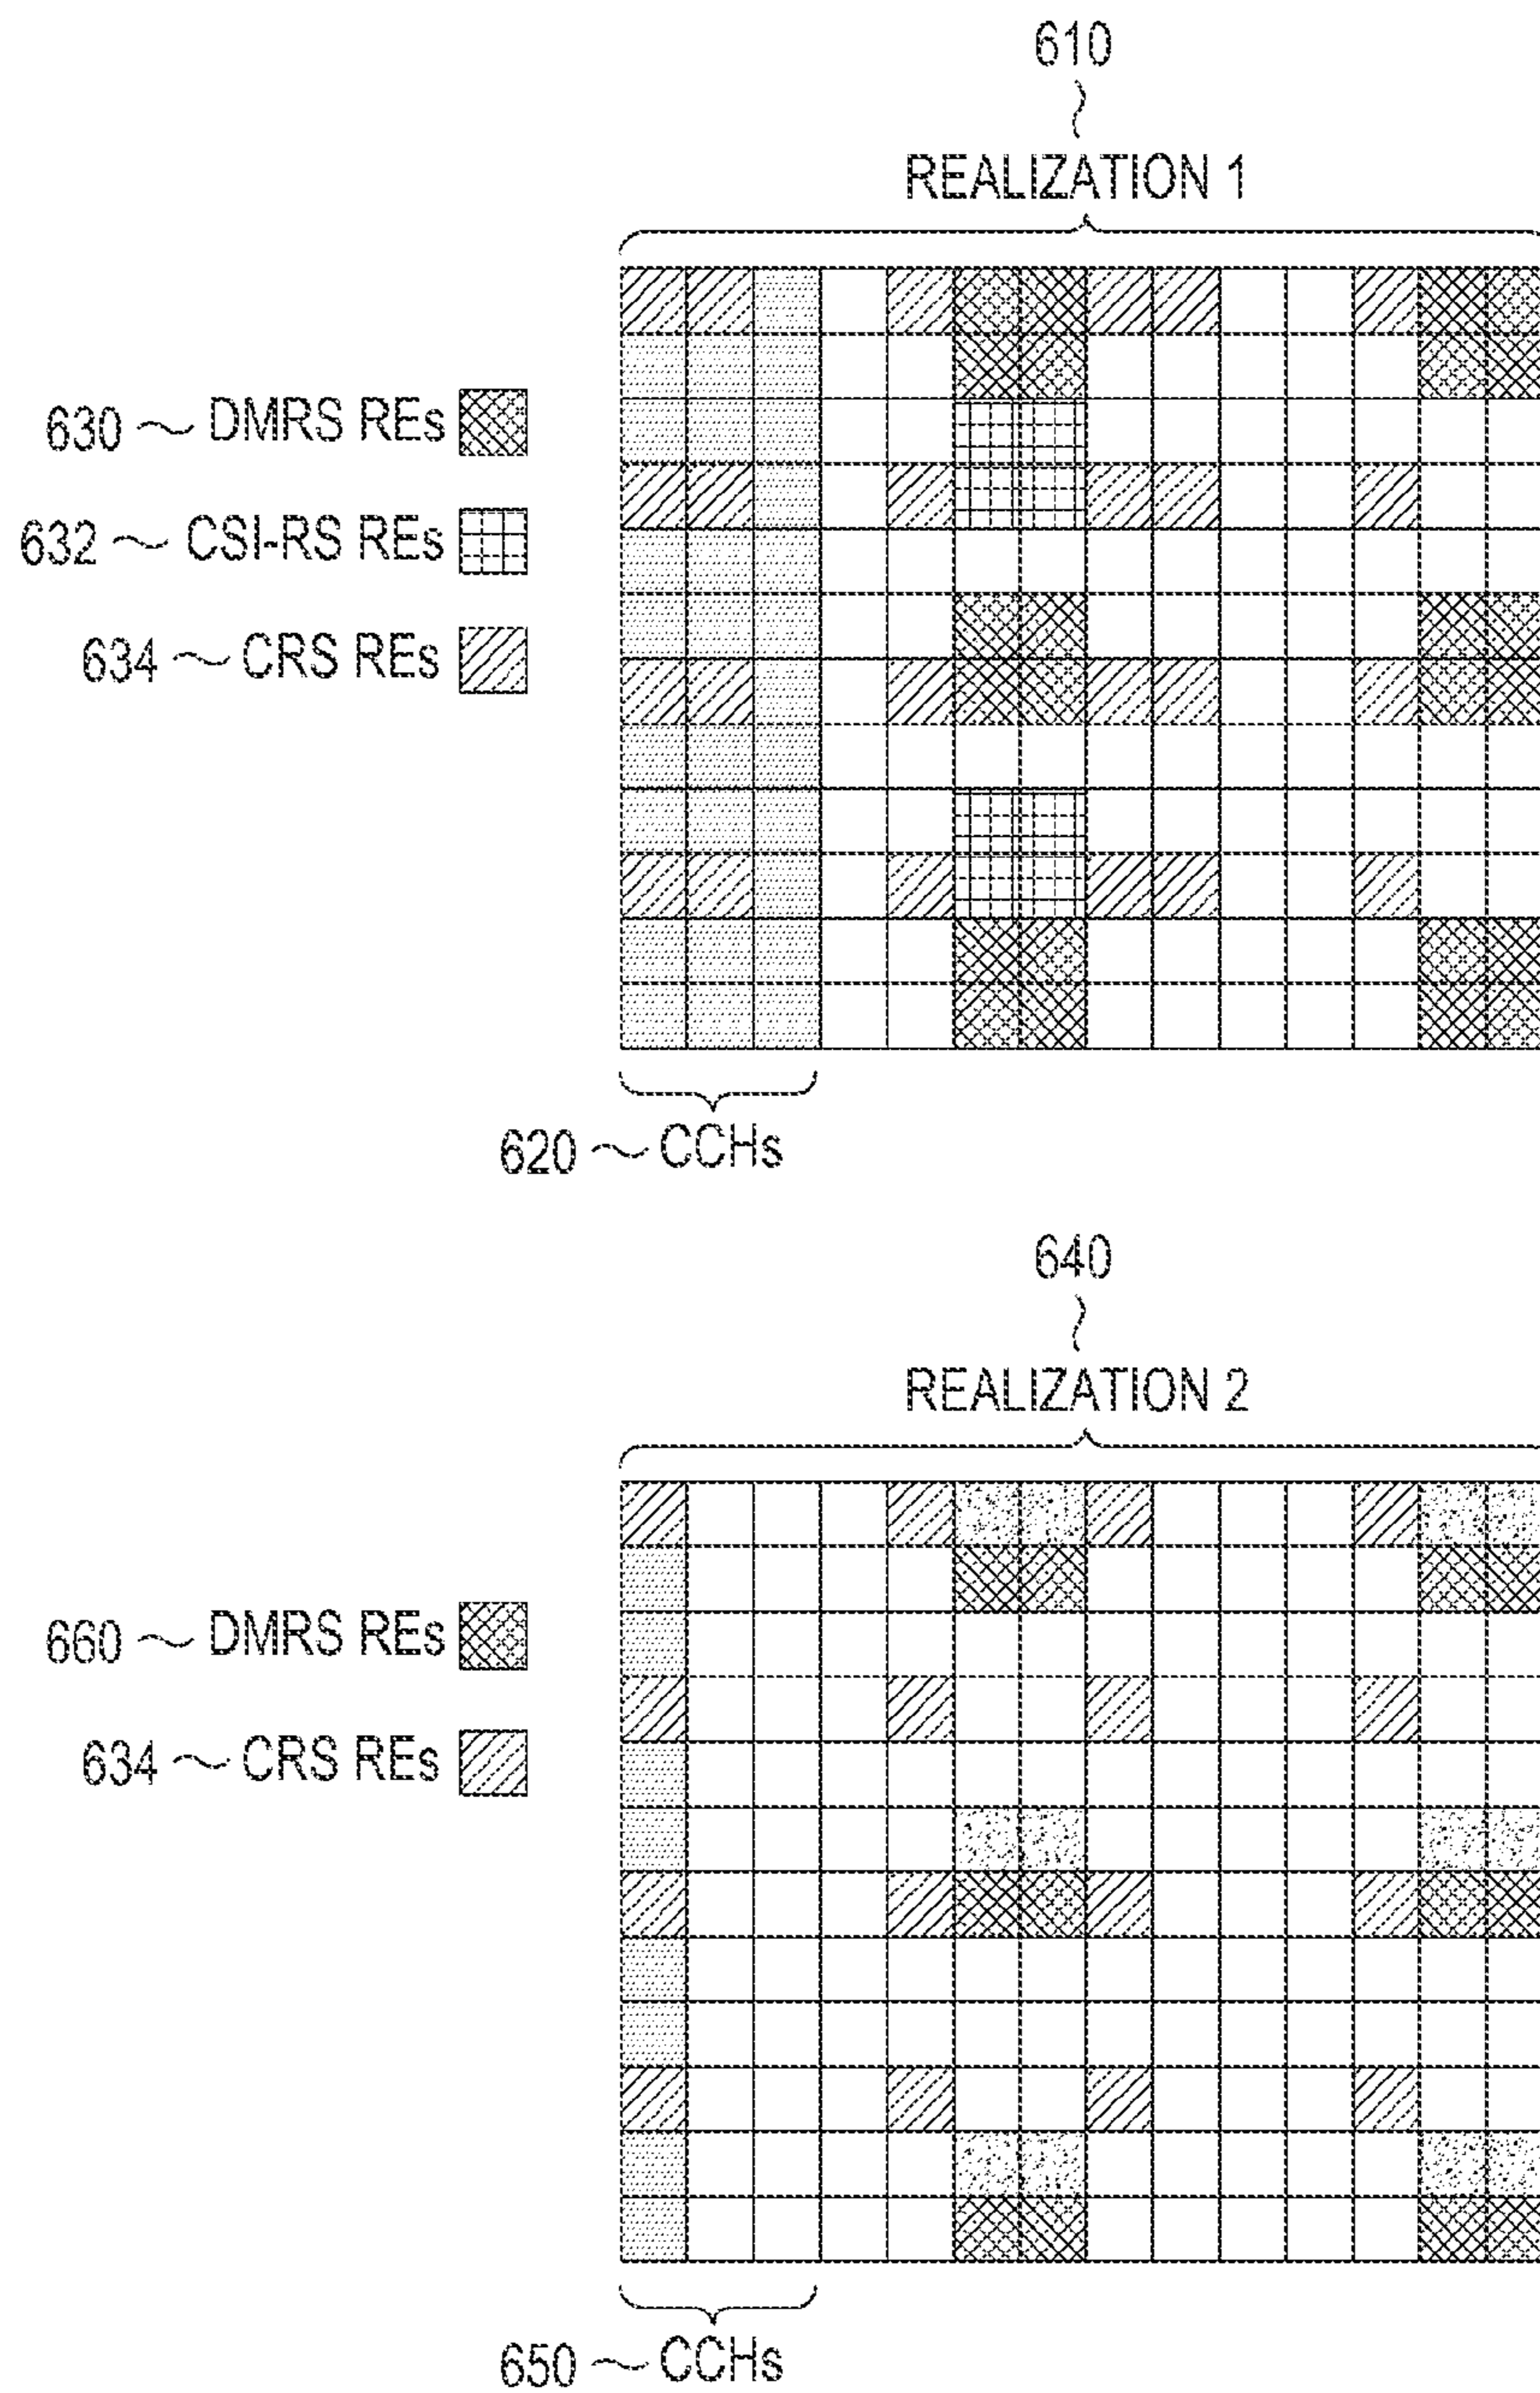 610
REALIZATION 1
630 ~ DMRS REs
632 ~ CSI-RS REs
634 ~ CRS REs
620 ~ CCHs
640
REALIZATION 2
660 ~ DMRS REs
634 ~ CRS REs
650 ~ CCHs